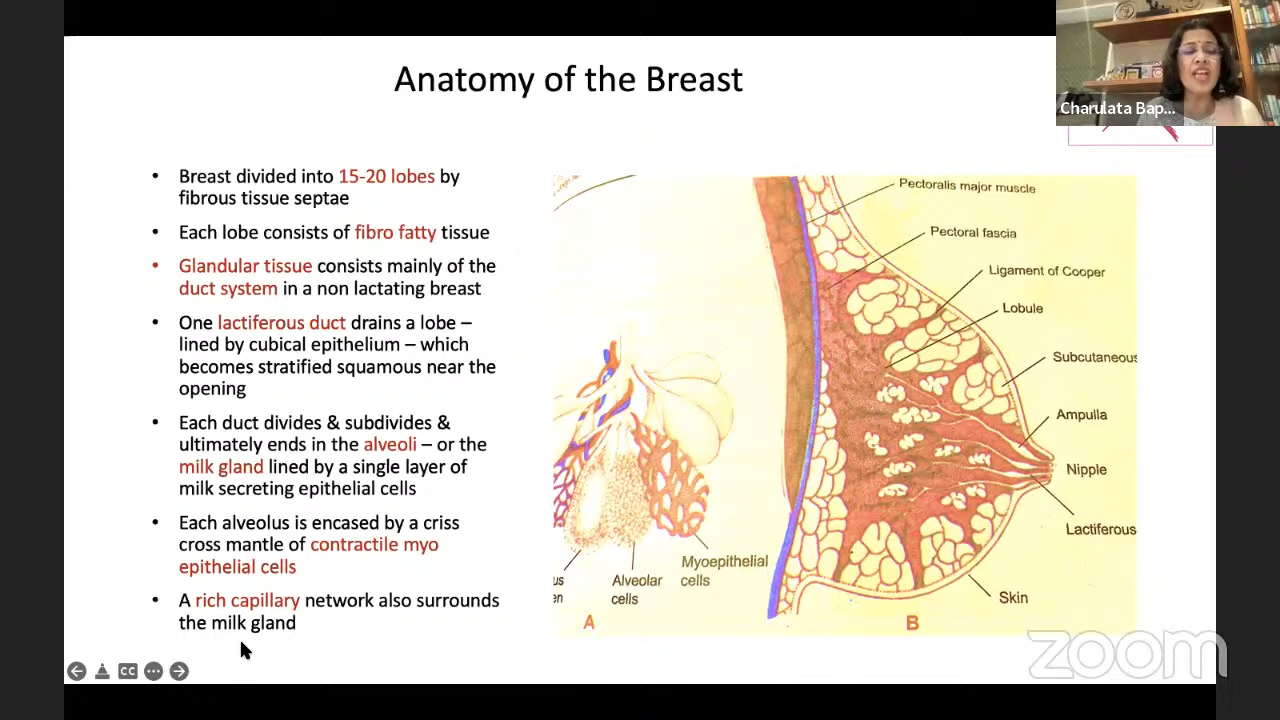 Anatomy of the Breast
Charulata Bap...
• Breast divided into 15-20 lobes by
fibrous tissue septae
• Each lobe consists of fibro fatty tissue
• Glandular tissue consists mainly of the
duct system in a non lactating breast
• One lactiferous duct drains a lobe –
lined by cubical epithelium – which
becomes stratified squamous near the
opening
• Each duct divides & subdivides &
ultimately ends in the alveoli – or the
milk gland lined by a single layer of
milk secreting epithelial cells
• Each alveolus is encased by a criss
cross mantle of contractile myo
epithelial cells
• A rich capillary network also surrounds
the milk gland
Pectoralis major muscle
Pectoral fascia
Ligament of Cooper
Lobule
Subcutaneous
Ampulla
Nipple
Lactiferous
Skin
B
Myoepithelial
cells
Alveolar
cells
A
CC
zoom